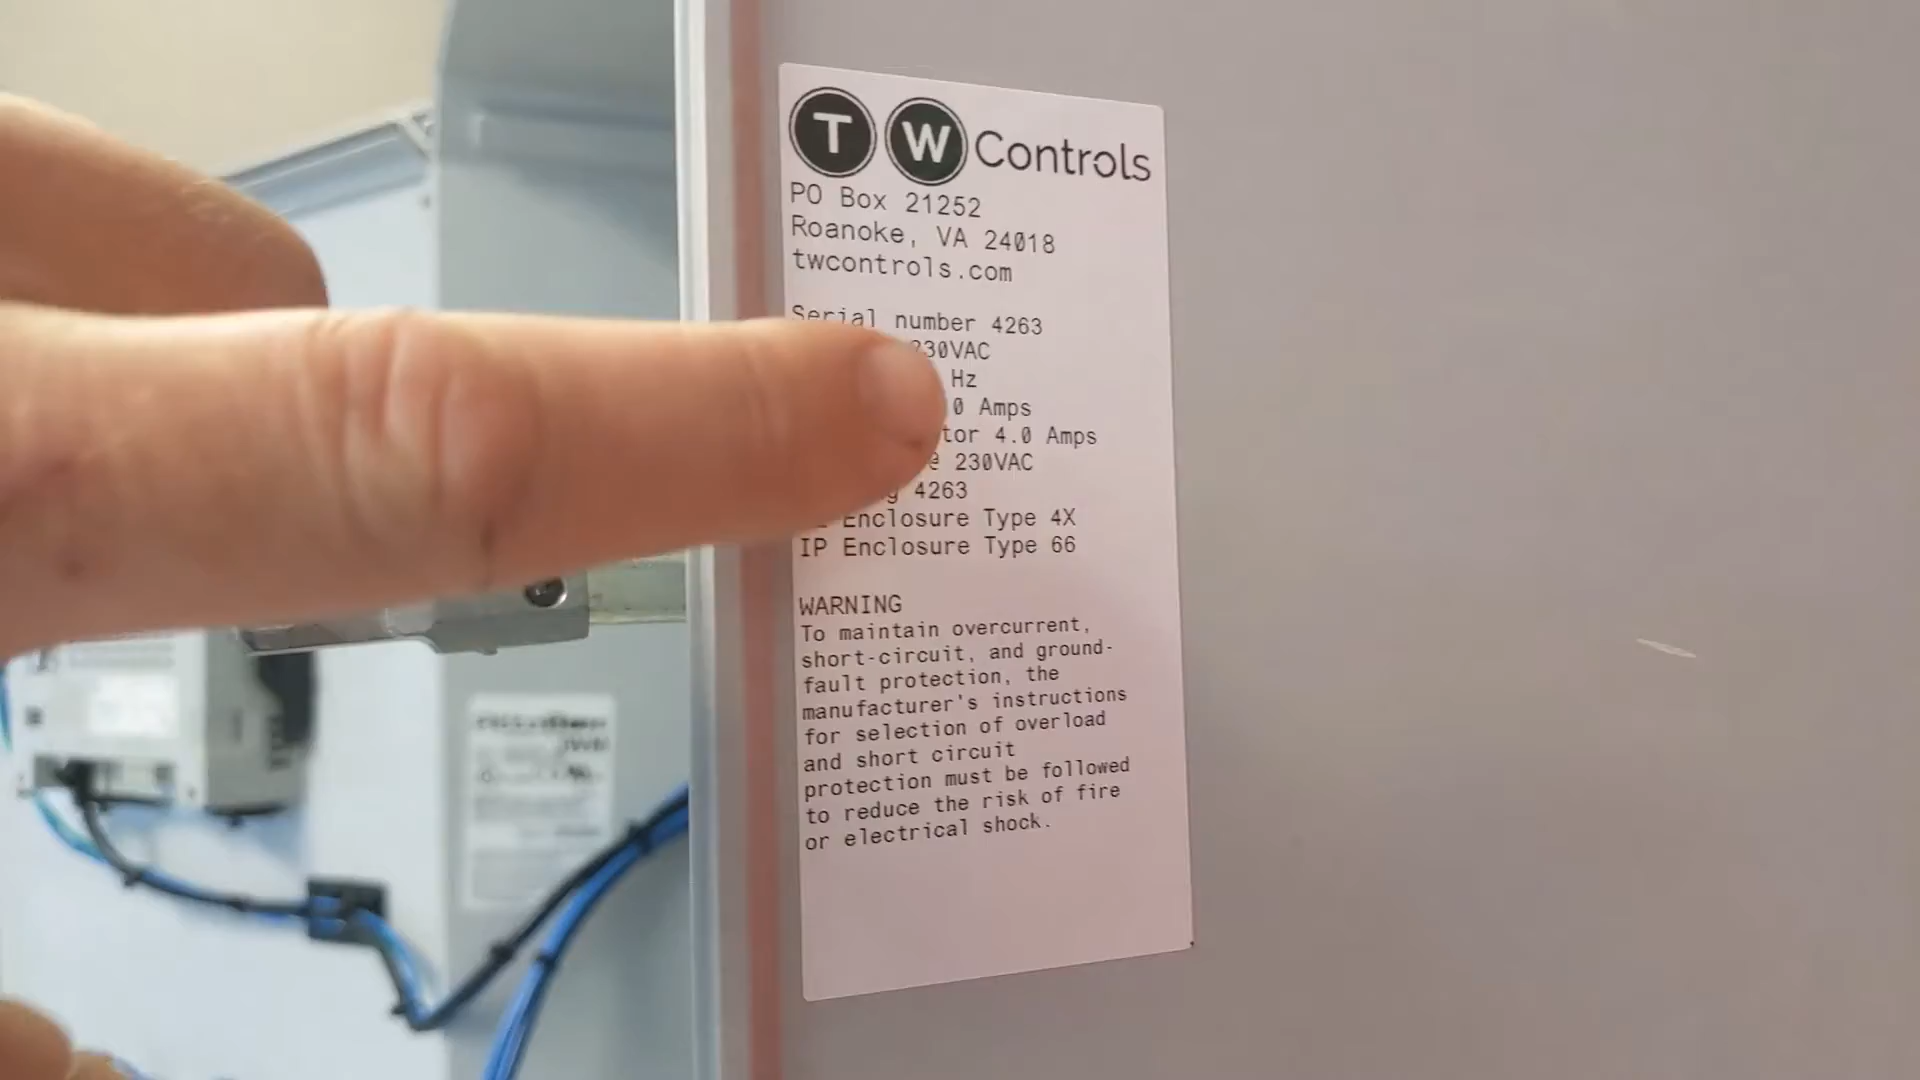 T W Controls
PO Box 21252
Roanoke, VA 24018
twcontrols.com
Serial number 4263
230VAC
Hz
Amps
4.0 Amps
230VAC
4263
Enclosure Type 4X
IP Enclosure Type 66
WARNING
To maintain overcurrent,
short-circuit, and ground-
fault protection, the
manufacturer's instructions
for selection of overload
and short circuit
protection must be followed
to reduce the risk of fire
or electrical shock.